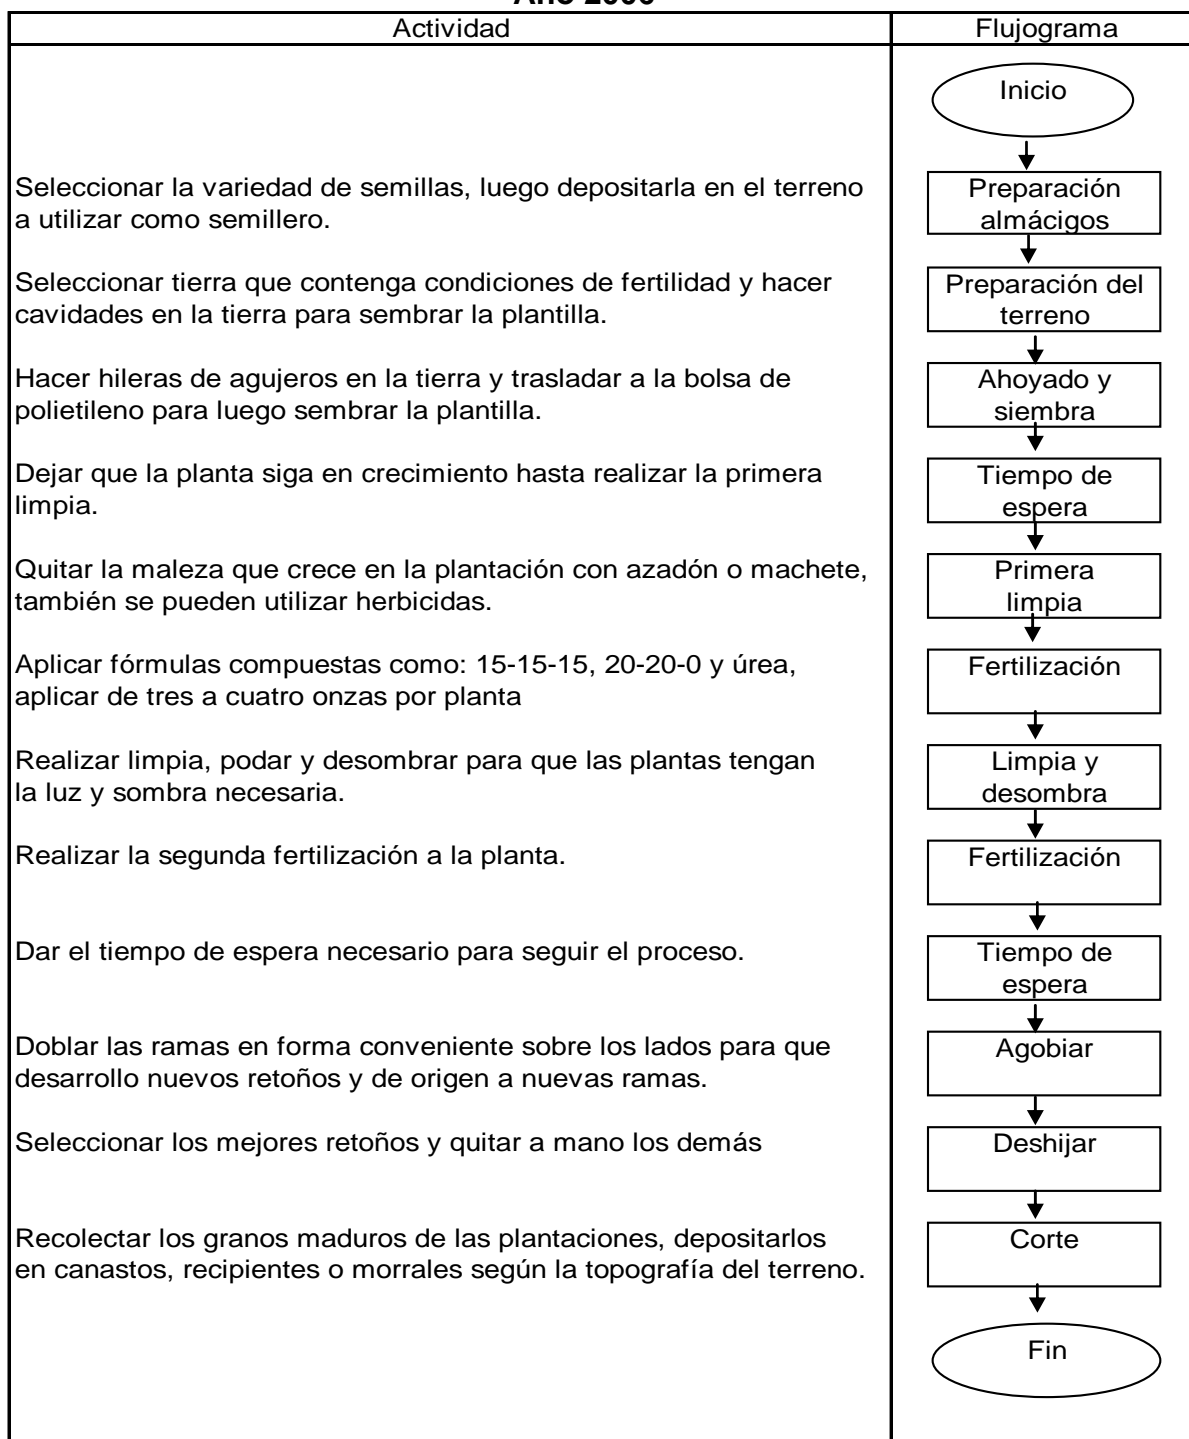 Actividad Flujograma
Inicio
Seleccionar la variedad de semillas, luego depositarla en el terreno
a utilizar como semillero.
Preparación
almácigos
Seleccionar tierra que contenga condiciones de fertilidad y hacer
cavidades en la tierra para sembrar la plantilla.
Preparación del
terreno
Hacer hileras de agujeros en la tierra y trasladar a la bolsa de
polietileno para luego sembrar la plantilla.
Ahoyado y
siembra
Dejar que la planta siga en crecimiento hasta realizar la primera
limpia.
Tiempo de
espera
Quitar la maleza que crece en la plantación con azadón o machete,
también se pueden utilizar herbicidas.
Primera
limpia
Aplicar fórmulas compuestas como: 15-15-15, 20-20-0 y úrea,
aplicar de tres a cuatro onzas por planta
Fertilización
Realizar limpia, podar y desombrar para que las plantas tengan
la luz y sombra necesaria.
Limpia y
desombra
Realizar la segunda fertilización a la planta.
Fertilización
Dar el tiempo de espera necesario para seguir el proceso.
Tiempo de
espera
Doblar las ramas en forma conveniente sobre los lados para que
desarrollo nuevos retoños y de origen a nuevas ramas.
Agobiar
Seleccionar los mejores retoños y quitar a mano los demás
Deshijar
Recolectar los granos maduros de las plantaciones, depositarlos
en canastos, recipientes o morrales según la topografía del terreno.
Corte
Fin